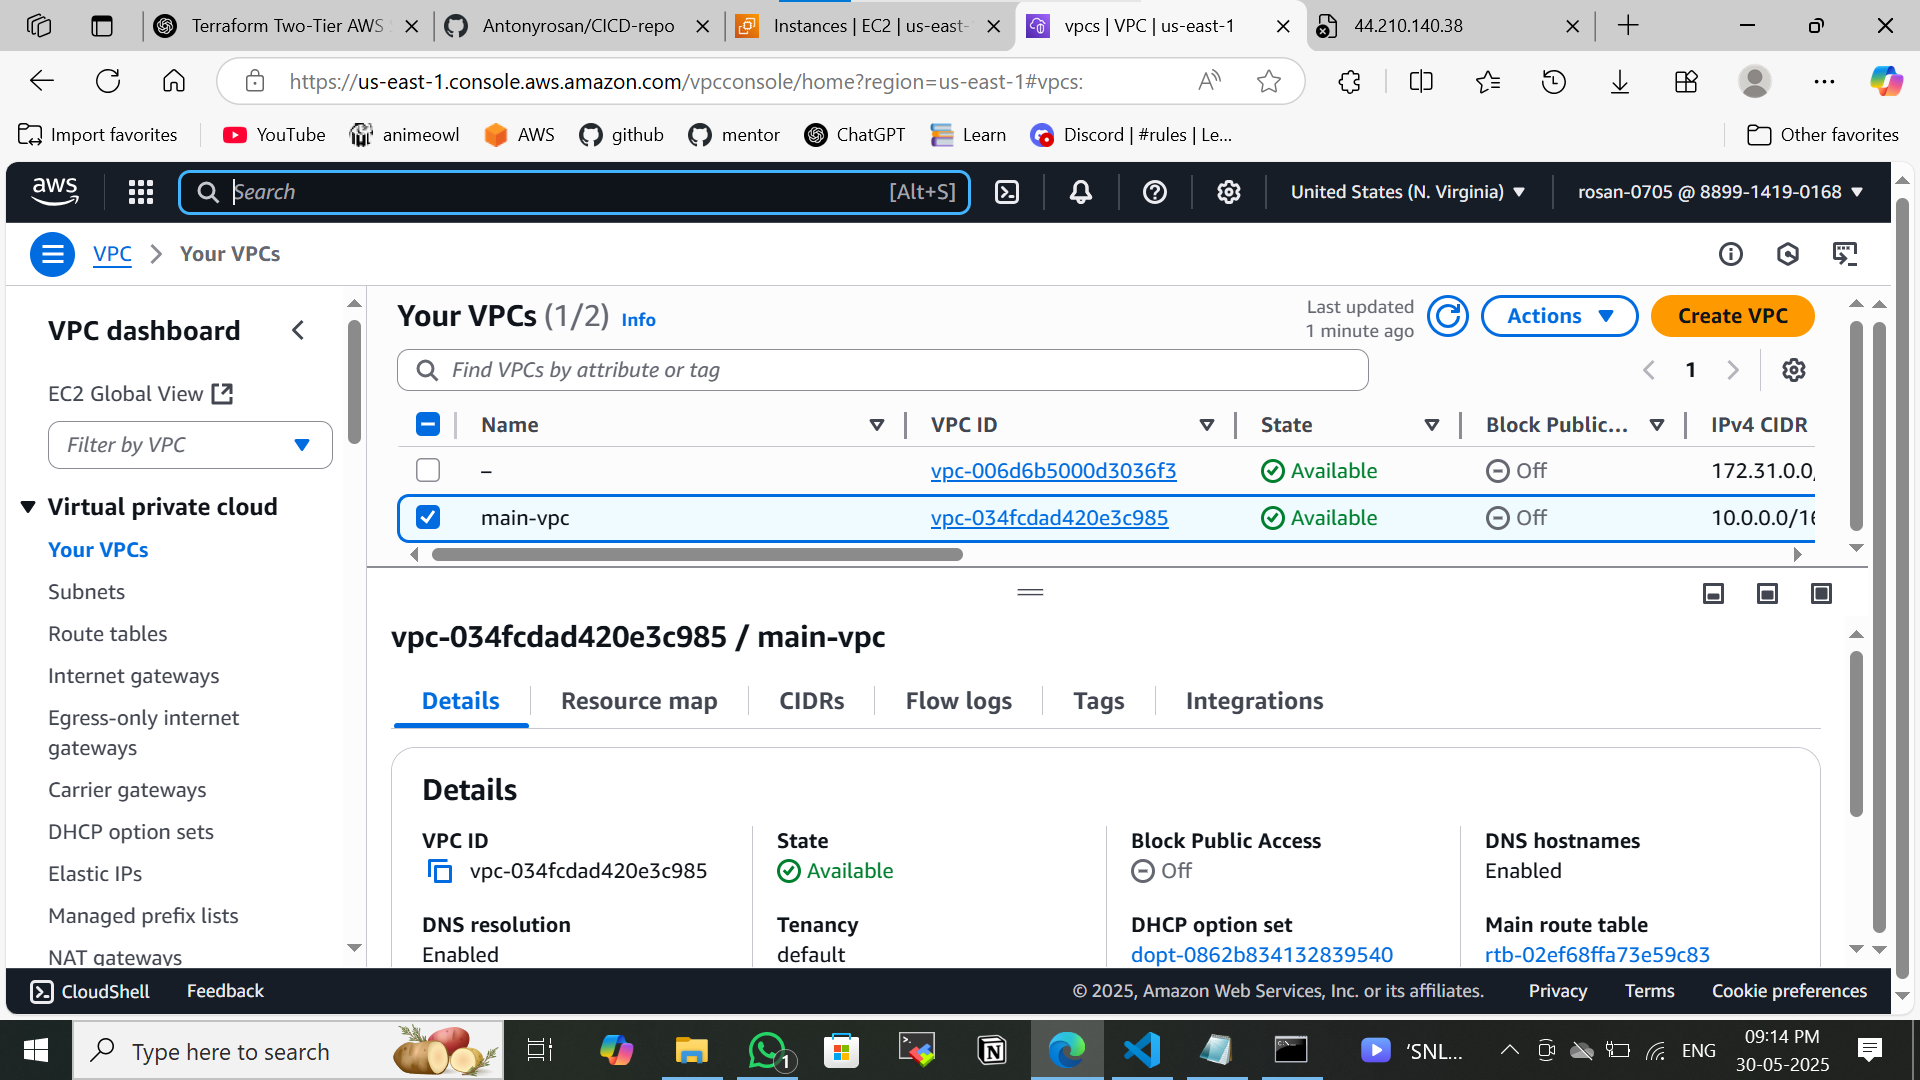 Terraform Two-Tier AWS
Antonyrosan/CICD-repo
Instances | EC2 | us-east-
vpcs | VPC | us-east-1
44.210.140.38
https://us-east-1.console.aws.amazon.com/vpcconsole/home?region=us-east-1#vpcs:
Import favorites
YouTube
animeowl
AWS
github
mentor
ChatGPT
Learn
Discord | #rules | Le...
Other favorites
aws
Search
[Alt+S]
United States (N. Virginia)
rosan-0705 @ 8899-1419-0168
VPC
Your VPCs
VPC dashboard
EC2 Global View
Filter by VPC
Virtual private cloud
Your VPCs
Subnets
Route tables
Internet gateways
Egress-only internet
gateways
Carrier gateways
DHCP option sets
Elastic IPs
Managed prefix lists
NAT gateways
Your VPCs (1/2) Info
Last updated
1 minute ago
Actions
Create VPC
Find VPCs by attribute or tag
1
Name
VPC ID
State
Block Public...
IPv4 CIDR
–
vpc-006d6b5000d3036f3
Available
Off
172.31.0.0/
main-vpc
vpc-034fcdad420e3c985
Available
Off
10.0.0.0/16
vpc-034fcdad420e3c985 / main-vpc
Details
Resource map
CIDRs
Flow logs
Tags
Integrations
Details
VPC ID
vpc-034fcdad420e3c985
State
Available
Block Public Access
Off
DNS hostnames
Enabled
DNS resolution
Enabled
Tenancy
default
DHCP option set
dopt-0862b834132839540
Main route table
rtb-02ef68ffa73e59c83
CloudShell
Feedback
© 2025, Amazon Web Services, Inc. or its affiliates.
Privacy
Terms
Cookie preferences
Type here to search
1
‘SNL...
ENG
09:14 PM
30-05-2025